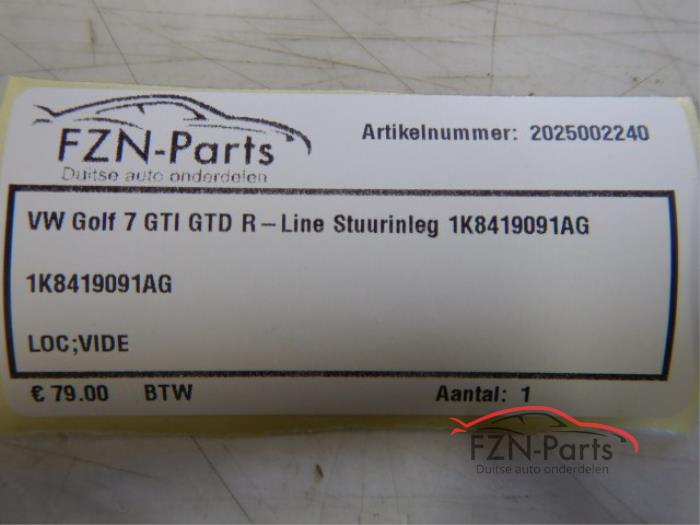 FZN-Parts
Duitse auto onderdelen
Artikelnummer: 2025002240
VW Golf 7 GTI GTD R-Line Stuurinleg 1K8419091AG
1K8419091AG
LOC;VIDE
€ 79.00 BTW Aantal: 1
FZN-Parts
Duitse auto onderdelen